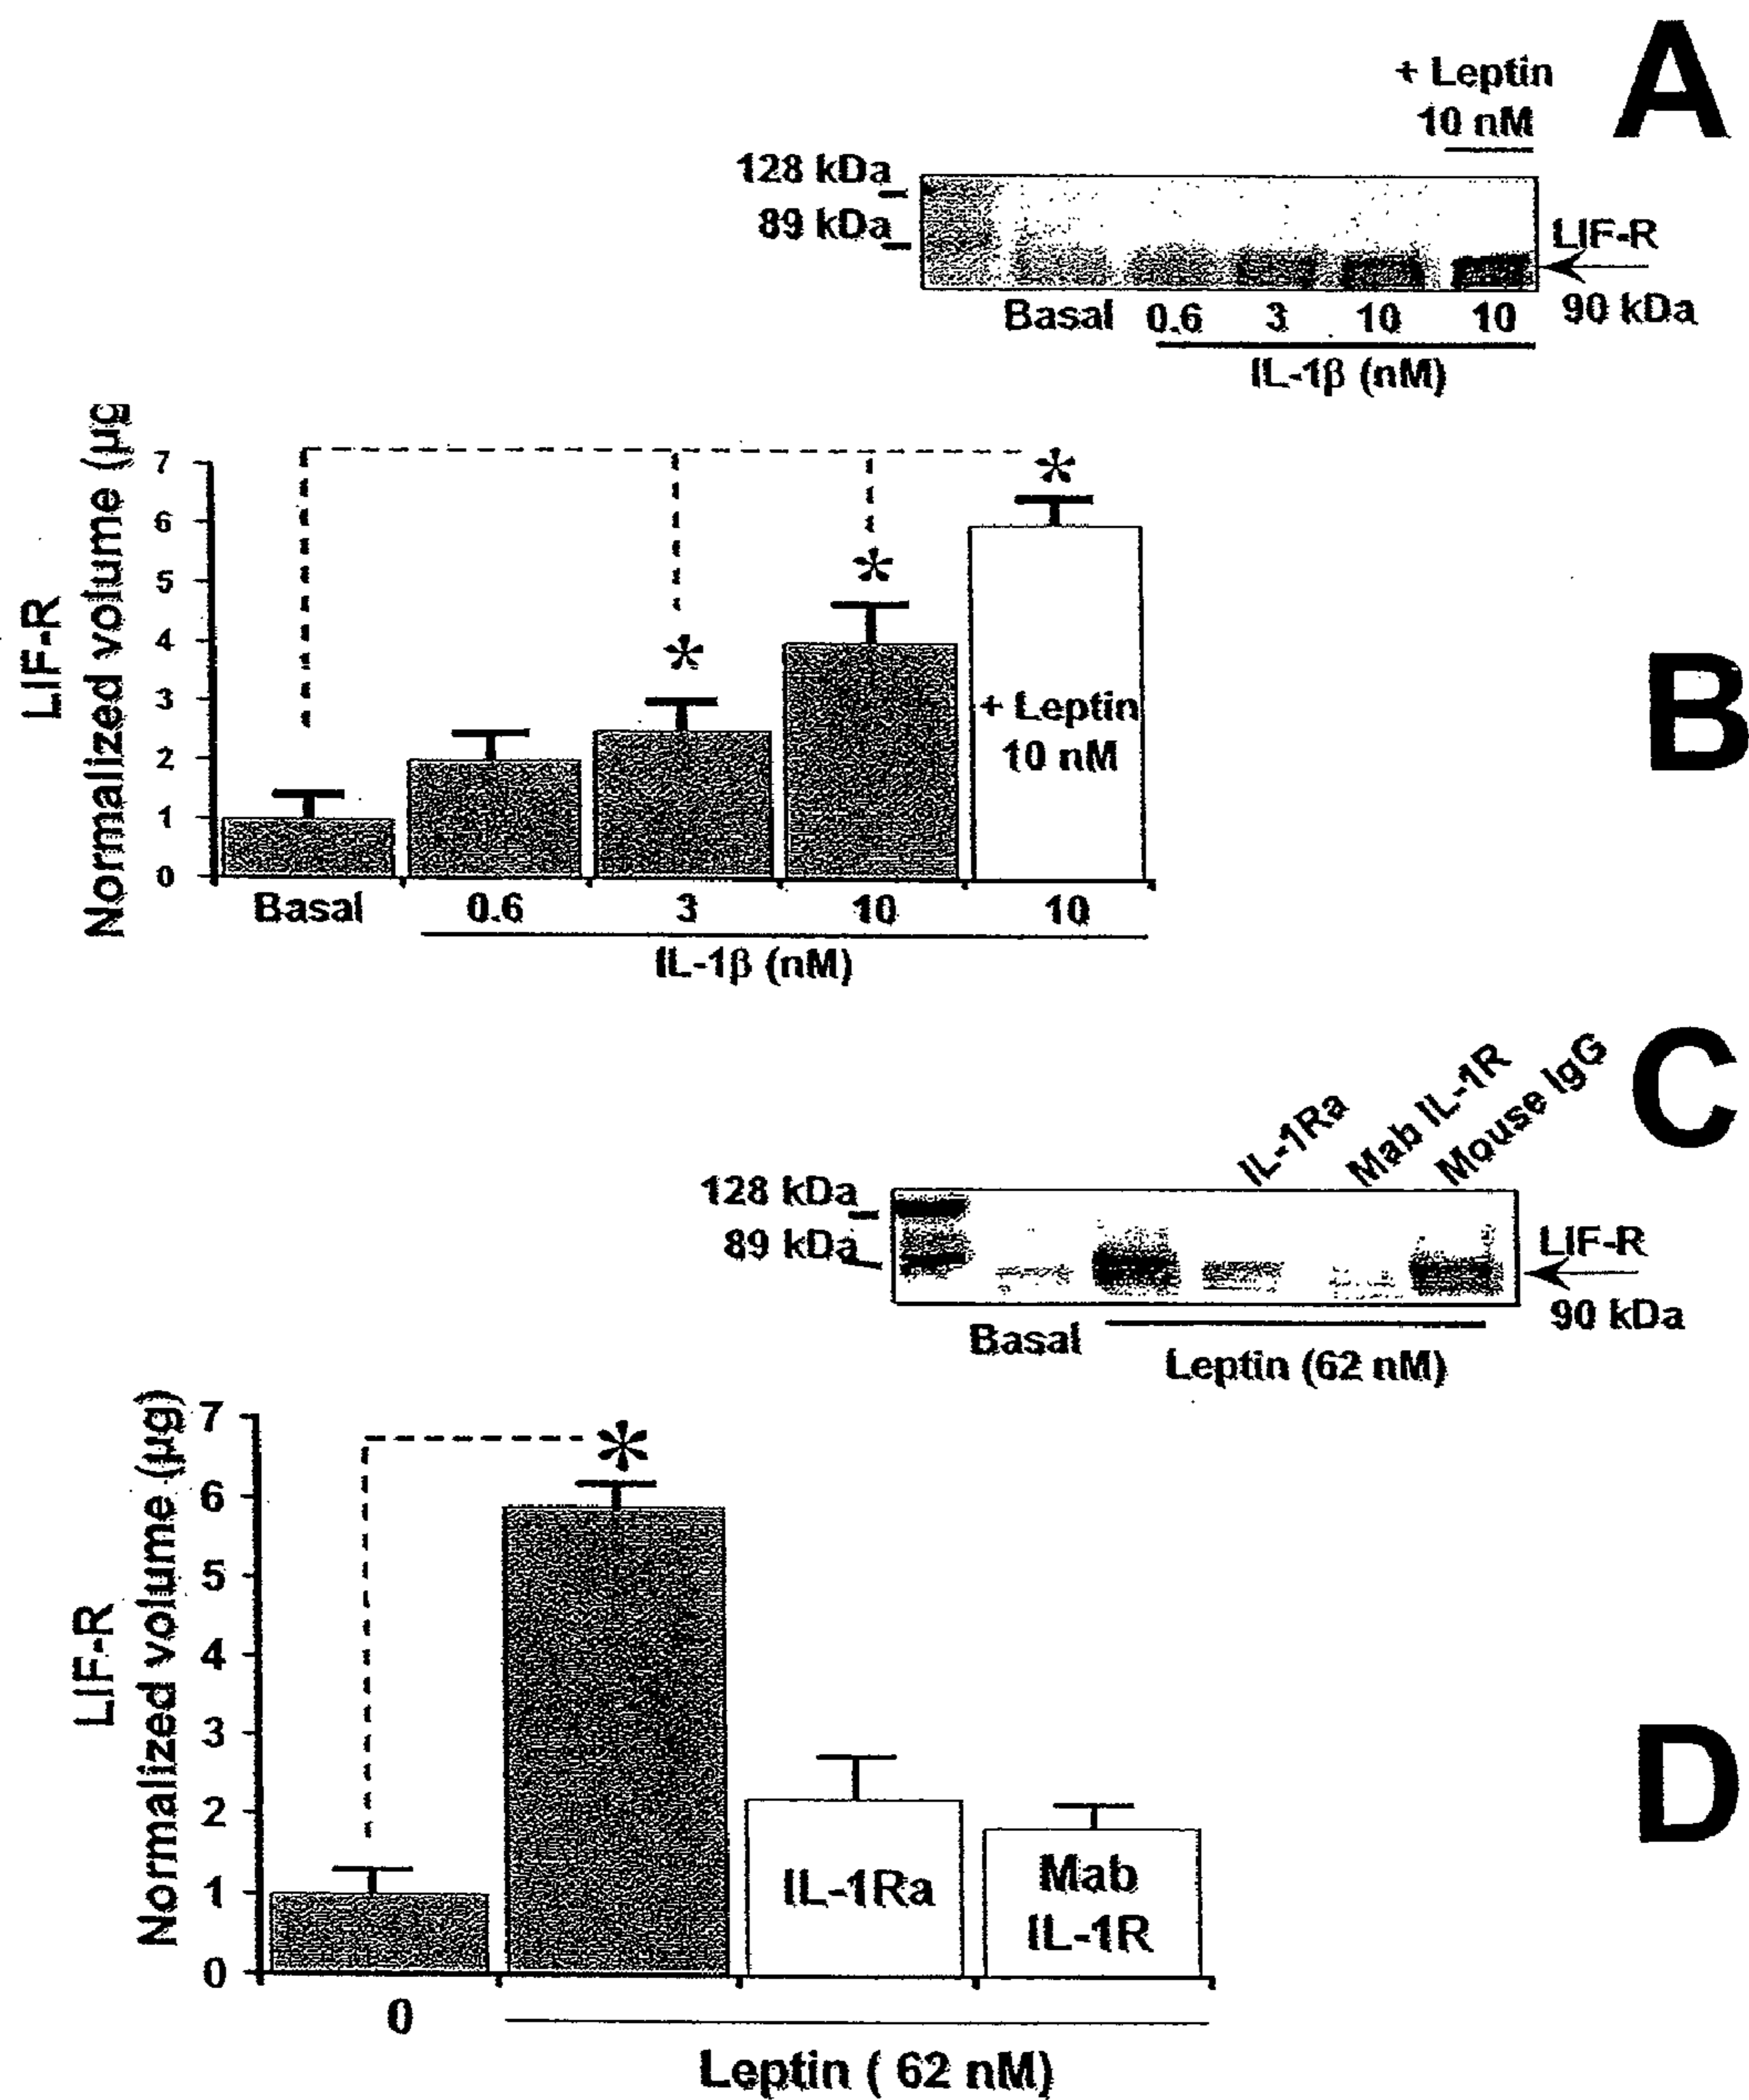 A
+ Leptin
10 nM
128 kDa
89 kDa
LIF-R
90 kDa
Basal 0.6 3 10 10
IL-1β (nM)
B
LIF-R
Normalized volume (µg
7
6
5
4
3
2
1
0
*
*
*
+ Leptin
10 nM
Basal 0.6 3 10 10
IL-1β (nM)
C
IL-1Ra
Mab IL-1R
Mouse IgG
128 kDa
89 kDa
LIF-R
90 kDa
Basal
Leptin (62 nM)
D
LIF-R
Normalized volume (µg)
7
6
5
4
3
2
1
0
*
IL-1Ra
Mab
IL-1R
0
Leptin ( 62 nM)